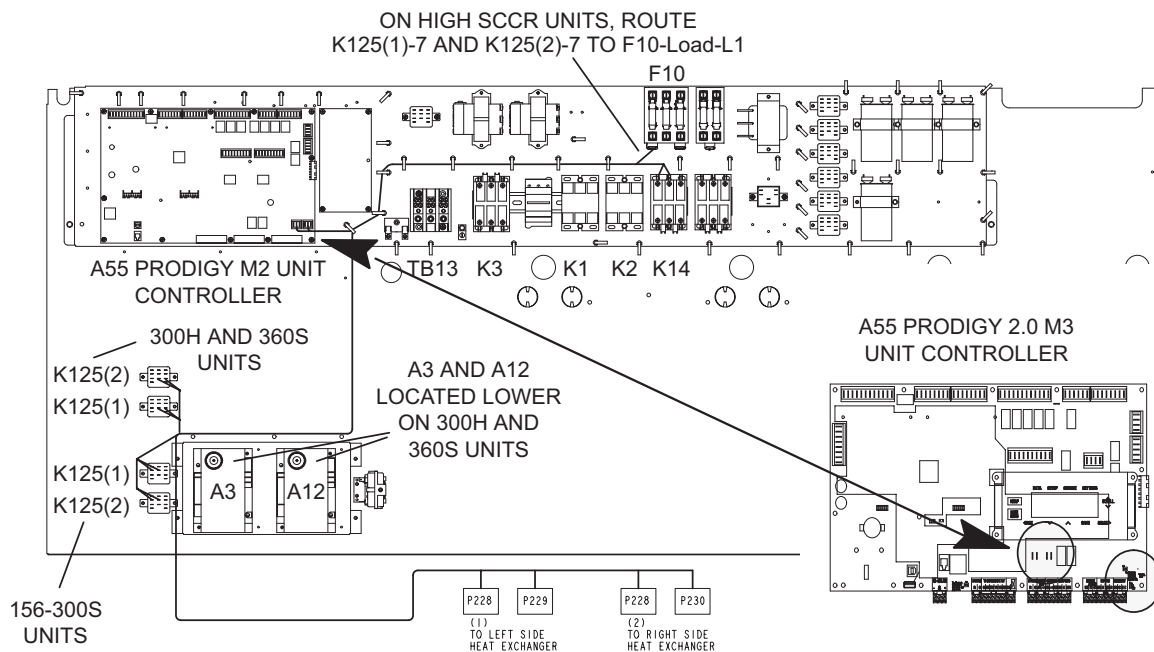 ON HIGH SCCR UNITS, ROUTE
K125(1)-7 AND K125(2)-7 TO F10-Load-L1
F10
TB13 K3 K1 K2 K14
A55 PRODIGY M2 UNIT
CONTROLLER
300H AND 360S
UNITS
K125(2)
K125(1)
A3 AND A12
LOCATED LOWER
ON 300H AND
360S UNITS
K125(1)
K125(2)
A3
A12
156-300S
UNITS
A55 PRODIGY 2.0 M3
UNIT CONTROLLER
P228
P229
P228
P230
(1)
TO LEFT SIDE
HEAT EXCHANGER
(2)
TO RIGHT SIDE
HEAT EXCHANGER